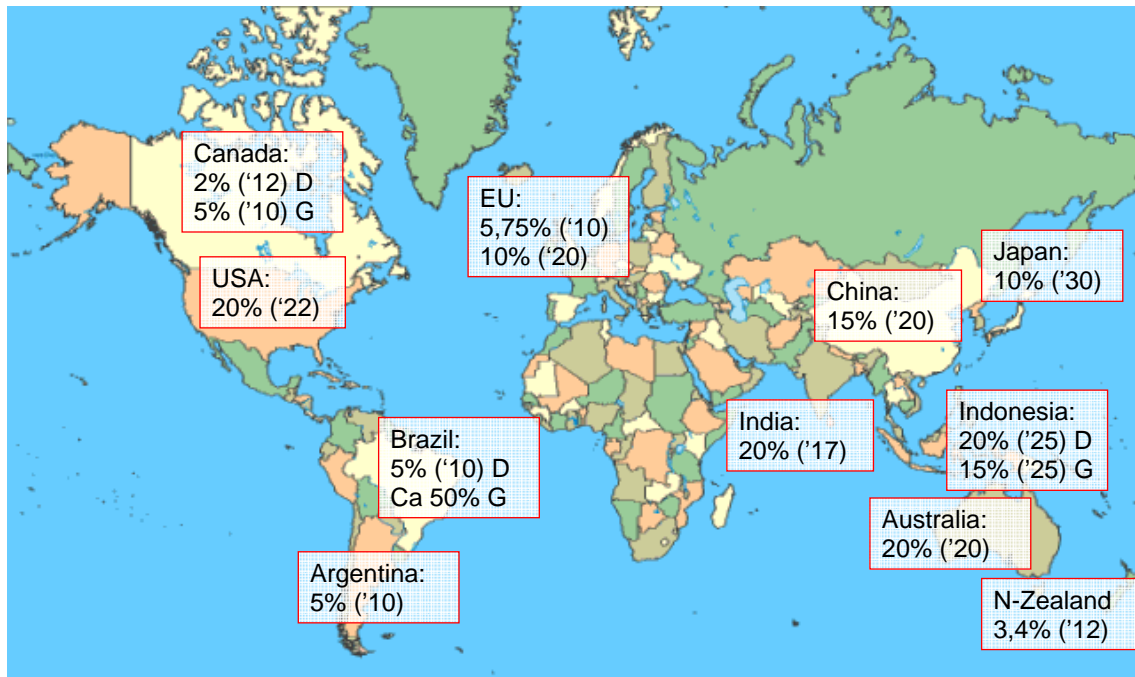 Canada:
2% (‘12) D
5% (‘10) G
EU:
5,75% (‘10)
10% (‘20)
Japan:
10% (’30)
USA:
20% (‘22)
China:
15% (’20)
Brazil:
5% (‘10) D
Ca 50% G
India:
20% (’17)
Indonesia:
20% (’25) D
15% (’25) G
Australia:
20% (’20)
Argentina:
5% (’10)
N-Zealand
3,4% (’12)